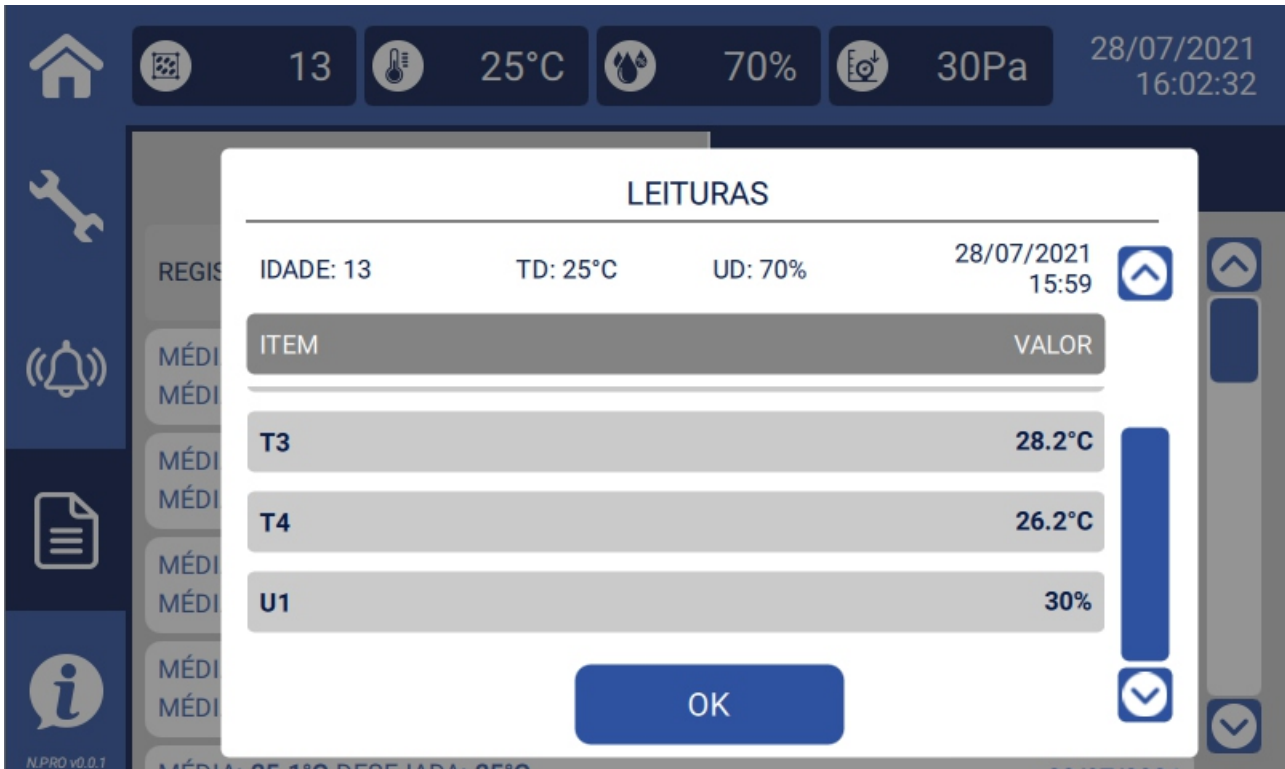 13
25°C
70%
30Pa
28/07/2021
16:02:32
LEITURAS
IDADE: 13 TD: 25°C UD: 70% 28/07/2021
15:59
ITEM VALOR
T3 28.2°C
T4 26.2°C
U1 30%
OK
REGIS
MÉDI
MÉDI
MÉDI
MÉDI
MÉDI
MÉDI
MÉDI
MÉDI
N.PRO v0.0.1